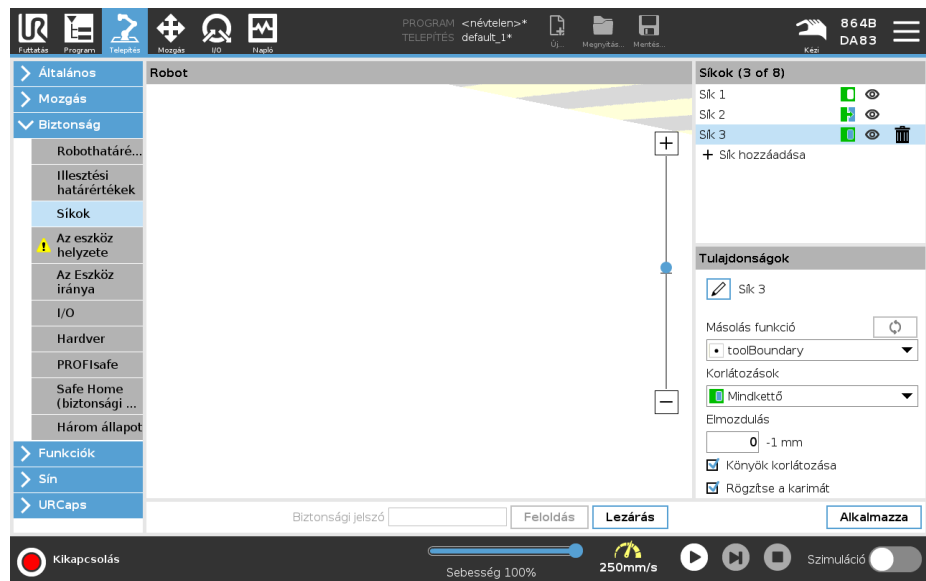 PROGRAM <névtelen>*
TELEPÍTÉS default_1*
Futtatás Program Telepítés Mozgás I/O Napló
Új... Megnyitás... Mentés...
Kézi
864B
DA83
Általános
Mozgás
Biztonság
Robothatáré...
Illesztési
határértékek
Síkok
Az eszköz
helyzete
Az Eszköz
iránya
I/O
Hardver
PROFIsafe
Safe Home
(biztonsági ...
Három állapot
Funkciók
Sín
URCaps
Robot
Síkok (3 of 8)
Sík 1
Sík 2
Sík 3
+ Sík hozzáadása
Tulajdonságok
Sík 3
Másolás funkció
toolBoundary
Korlátozások
Mindkettő
Elmozdulás
0 -1 mm
Könyök korlátozása
Rögzítse a karimát
Biztonsági jelszó Feloldás Lezárás
Alkalmazza
Kikapcsolás
Sebesség 100%
250mm/s
Szimuláció